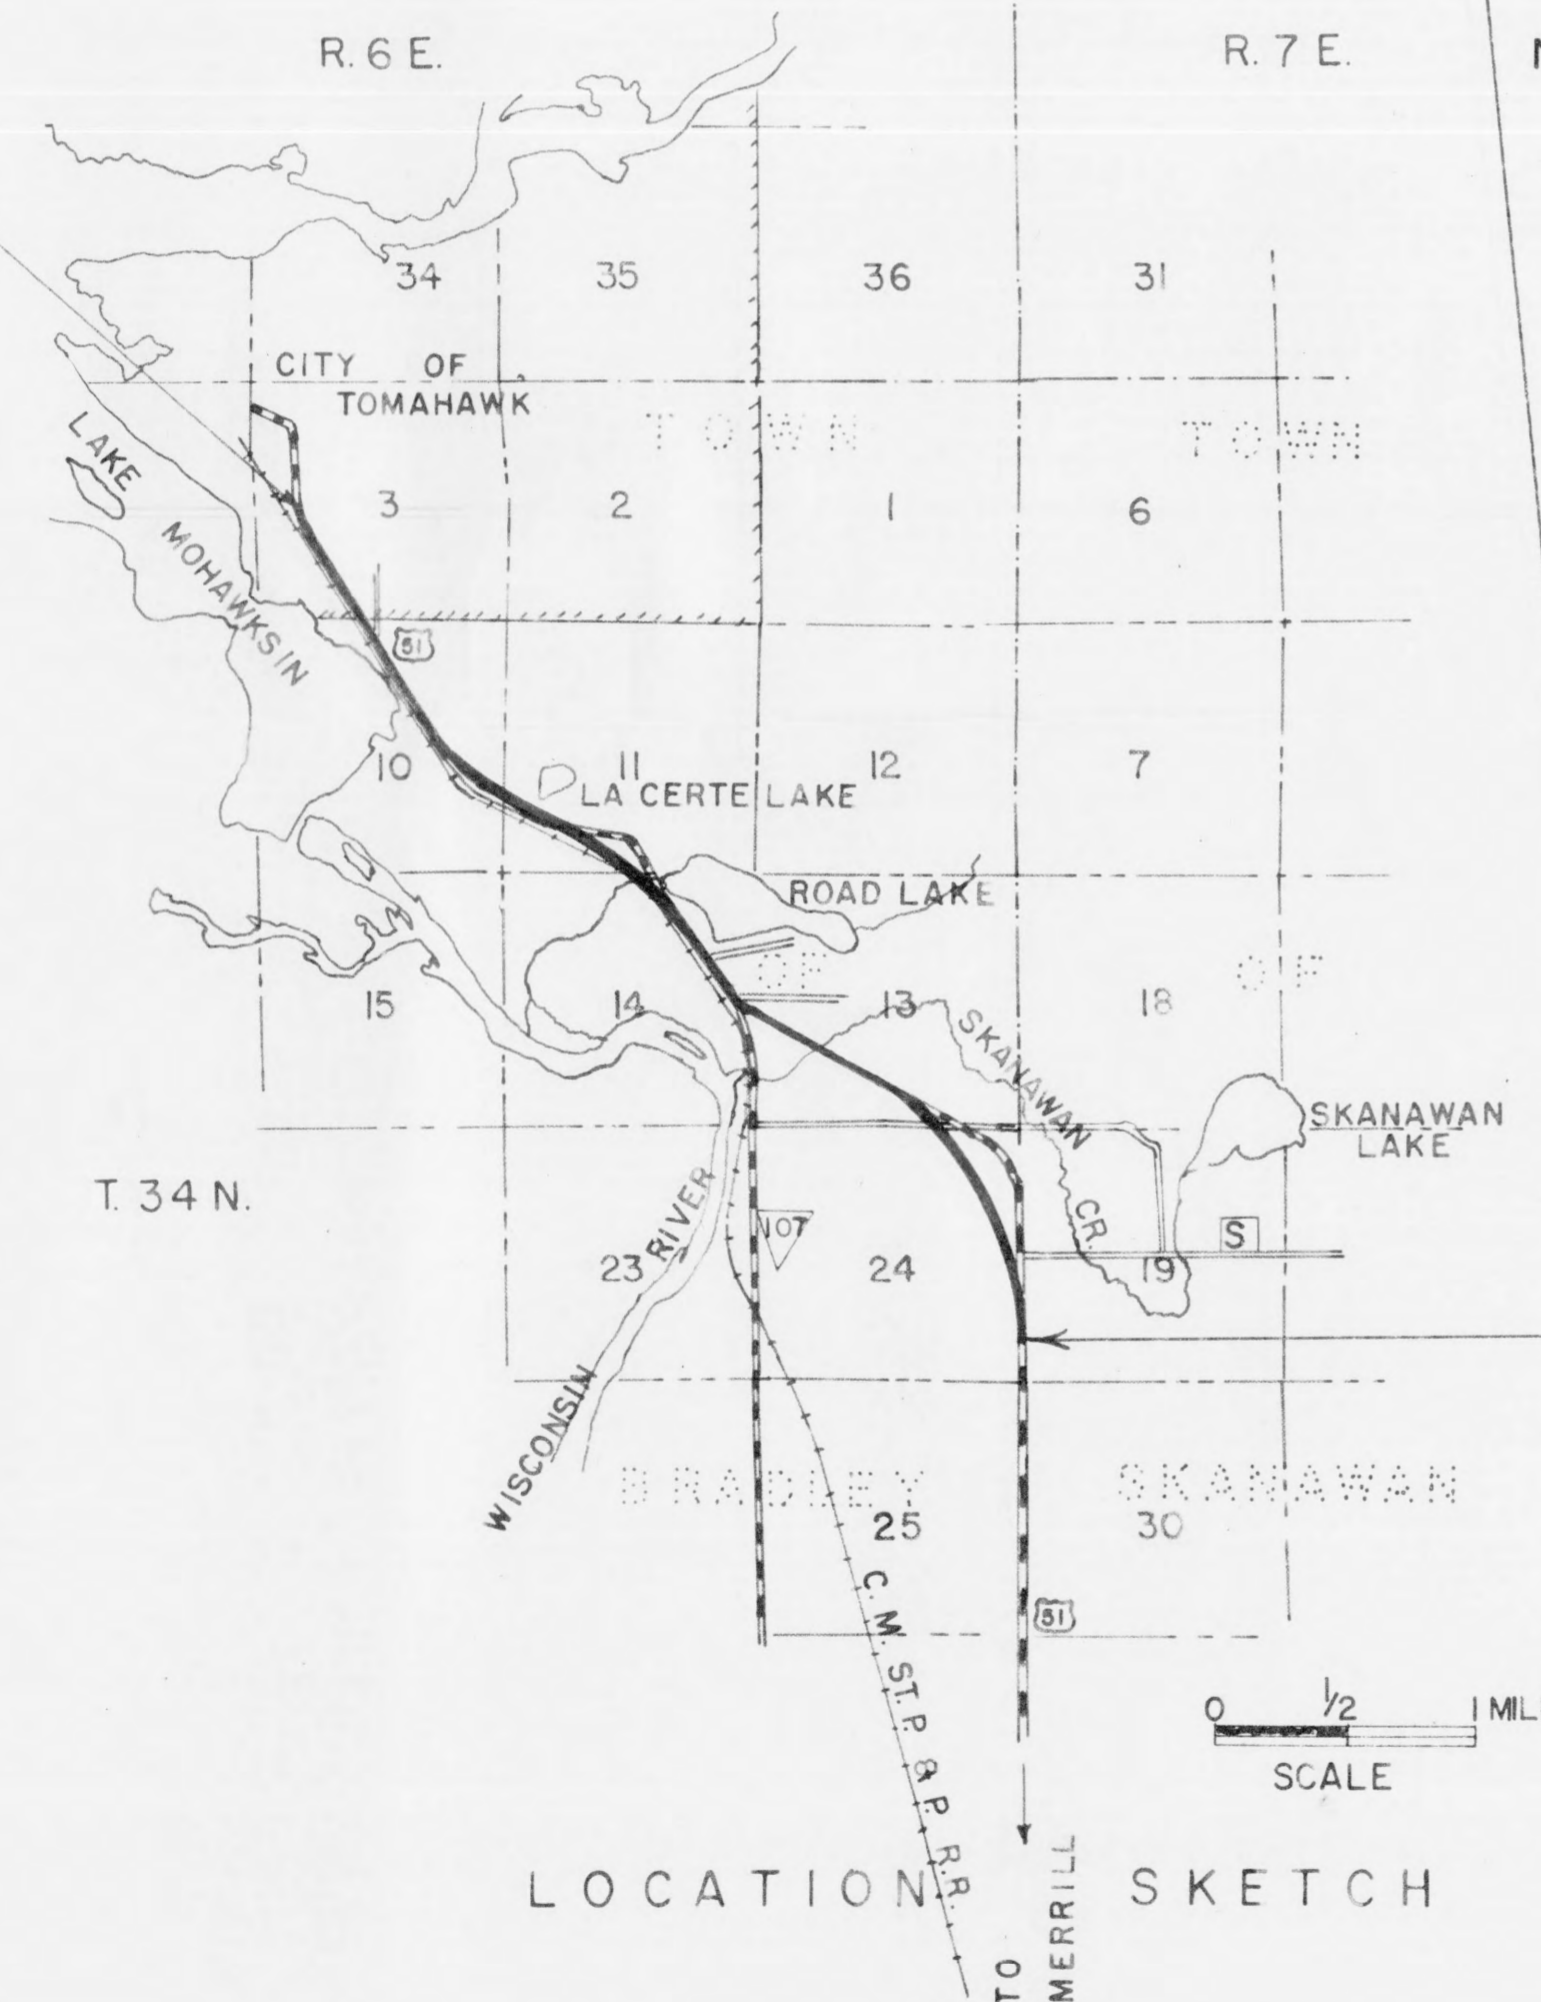 R. 6 E.
R. 7 E.
34
35
36
31
CITY OF
TOMAHAWK
TOWN
TOWN
LAKE
MOHAWKSIN
3
2
1
6
51
10
11
12
7
LA CERTE LAKE
ROAD LAKE
OF
OF
15
14
13
18
SKANAWAN
CR.
SKANAWAN
LAKE
T. 34 N.
WISCONSIN
RIVER
107
S
23
24
19
BRADLEY
SKANAWAN
25
30
C. M. ST. P. & P. R.R.
51
0 1/2 1 MIL
SCALE
TO
MERRILL
LOCATION SKETCH